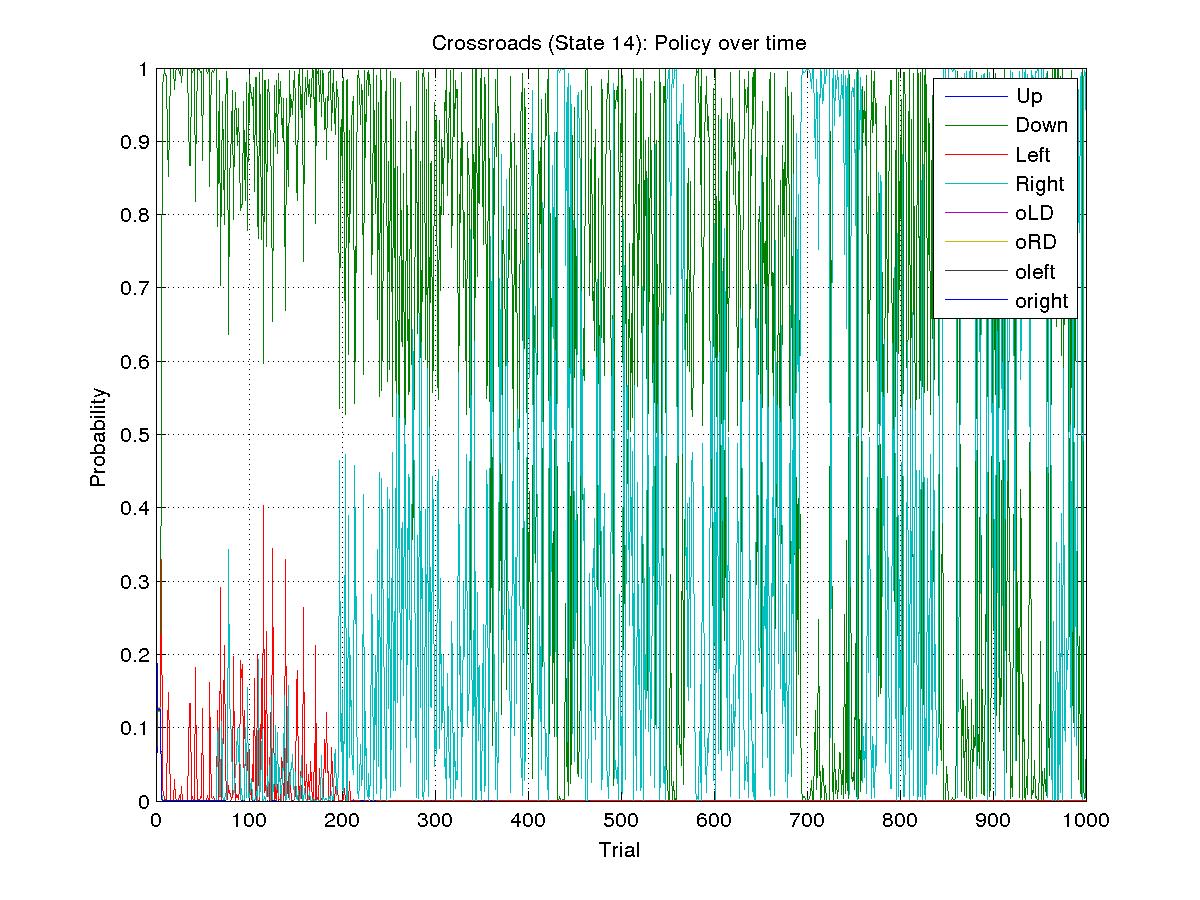 Crossroads (State 14): Policy over time
1
0.9
0.8
0.7
0.6
0.5
0.4
0.3
0.2
0.1
0
Probability
Up
Down
Left
Right
oLD
oRD
oleft
oright
0 100 200 300 400 500 600 700 800 900 1000
Trial